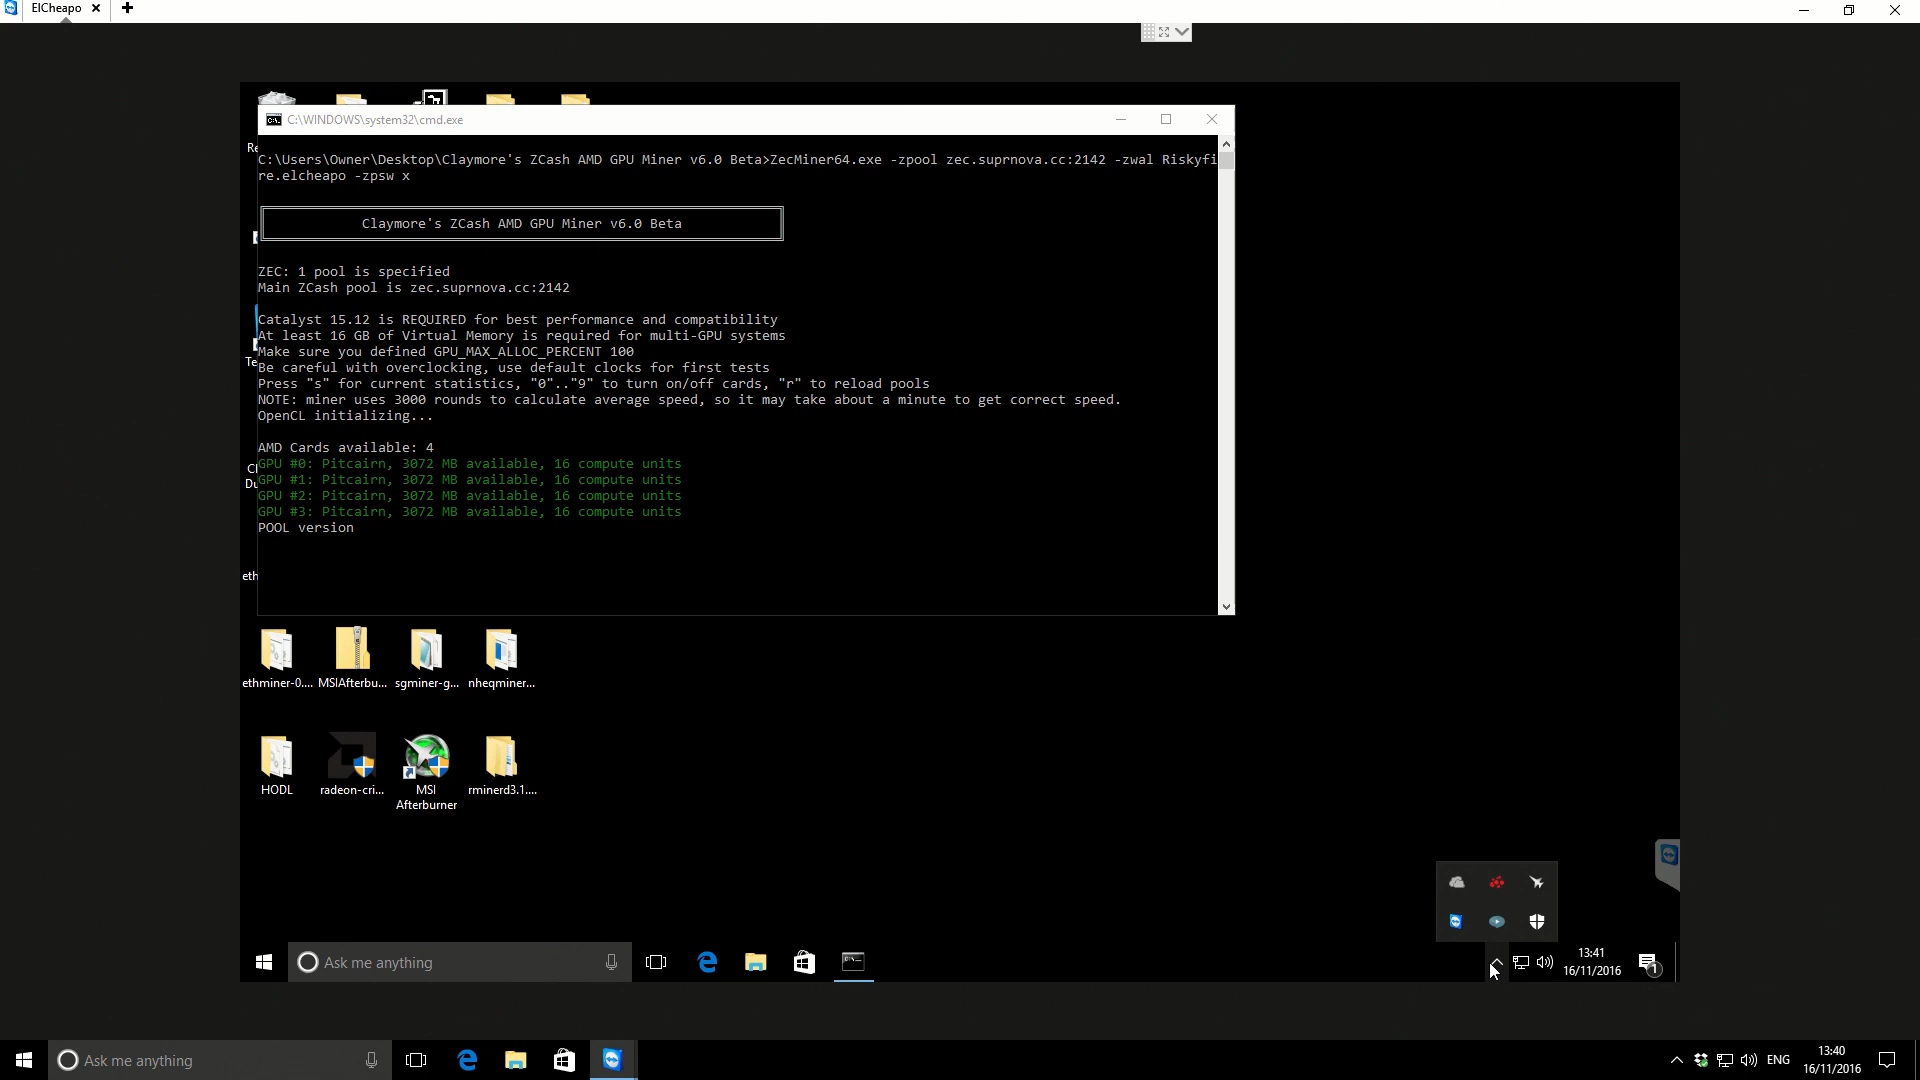 ElCheapo
C:\WINDOWS\system32\cmd.exe
C:\Users\Owner\Desktop\Claymore's ZCash AMD GPU Miner v6.0 Beta>ZecMiner64.exe -zpool zec.suprnova.cc:2142 -zwal Riskyfi
re.elcheapo -zpsw x
Claymore's ZCash AMD GPU Miner v6.0 Beta
ZEC: 1 pool is specified
Main ZCash pool is zec.suprnova.cc:2142
Catalyst 15.12 is REQUIRED for best performance and compatibility
At least 16 GB of Virtual Memory is required for multi-GPU systems
Make sure you defined GPU_MAX_ALLOC_PERCENT 100
Be careful with overclocking, use default clocks for first tests
Press "s" for current statistics, "0".."9" to turn on/off cards, "r" to reload pools
NOTE: miner uses 3000 rounds to calculate average speed, so it may take about a minute to get correct speed.
OpenCL initializing...
AMD Cards available: 4
GPU #0: Pitcairn, 3072 MB available, 16 compute units
GPU #1: Pitcairn, 3072 MB available, 16 compute units
GPU #2: Pitcairn, 3072 MB available, 16 compute units
GPU #3: Pitcairn, 3072 MB available, 16 compute units
POOL version
eth
ethminer-0.... MSIAfterbu... sgminer-g... nheqminer...
HODL radeon-cri... MSI Afterburner rminerd3.1....
Ask me anything
13:41
16/11/2016
1
Ask me anything
ENG
13:40
16/11/2016